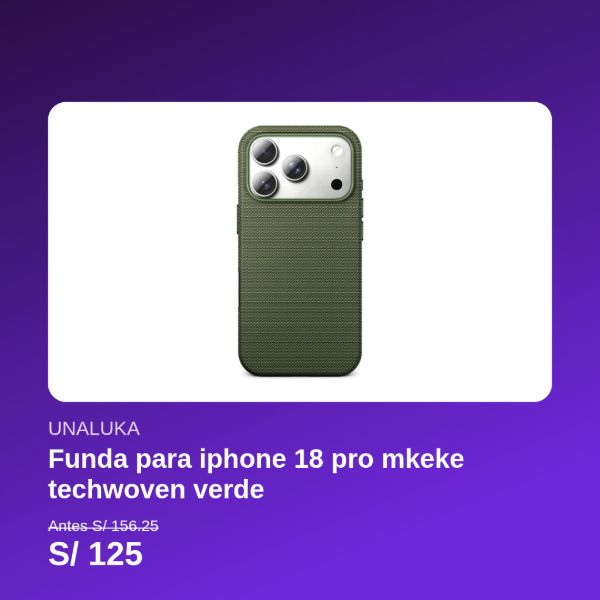 UNALUKA
Funda para iphone 18 pro mkeke
techwoven verde
Antes S/ 156.25
S/ 125